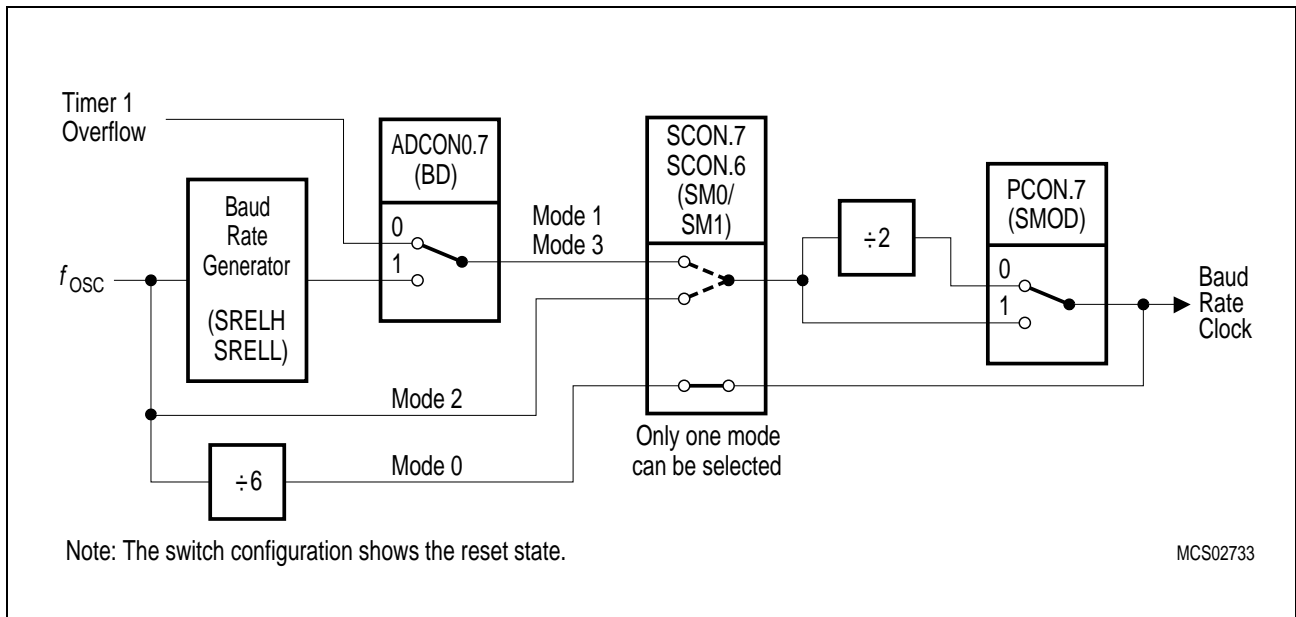 Timer 1
Overflow
ADCON0.7
(BD)
0
1
Baud
Rate
Generator
(SRELH
SRELL)
fOSC
Mode 1
Mode 3
Mode 2
÷6
Mode 0
SCON.7
SCON.6
(SM0/
SM1)
Only one mode
can be selected
÷2
PCON.7
(SMOD)
0
1
Baud
Rate
Clock
Note: The switch configuration shows the reset state.
MCS02733